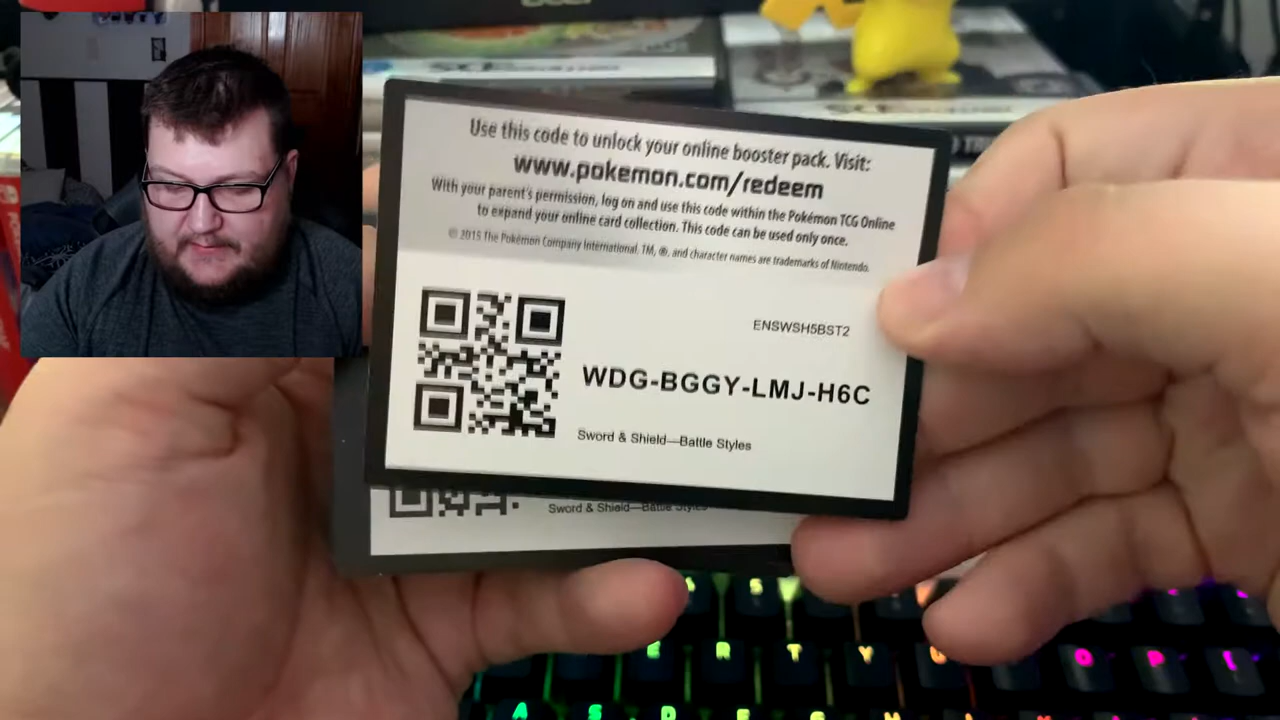 Use this code to unlock your online booster pack. Visit:
www.pokemon.com/redeem
With your parent's permission, log on and use this code within the Pokémon TCG Online
to expand your online card collection. This code can be used only once.
© 2015 The Pokémon Company International. TM, ®, and character names are trademarks of Nintendo.
ENSWSH5BST2
WDG-BGGY-LMJ-H6C
Sword & Shield—Battle Styles
Sword & Shield—Battle Styles
S
E R T Y U O P
A S D F